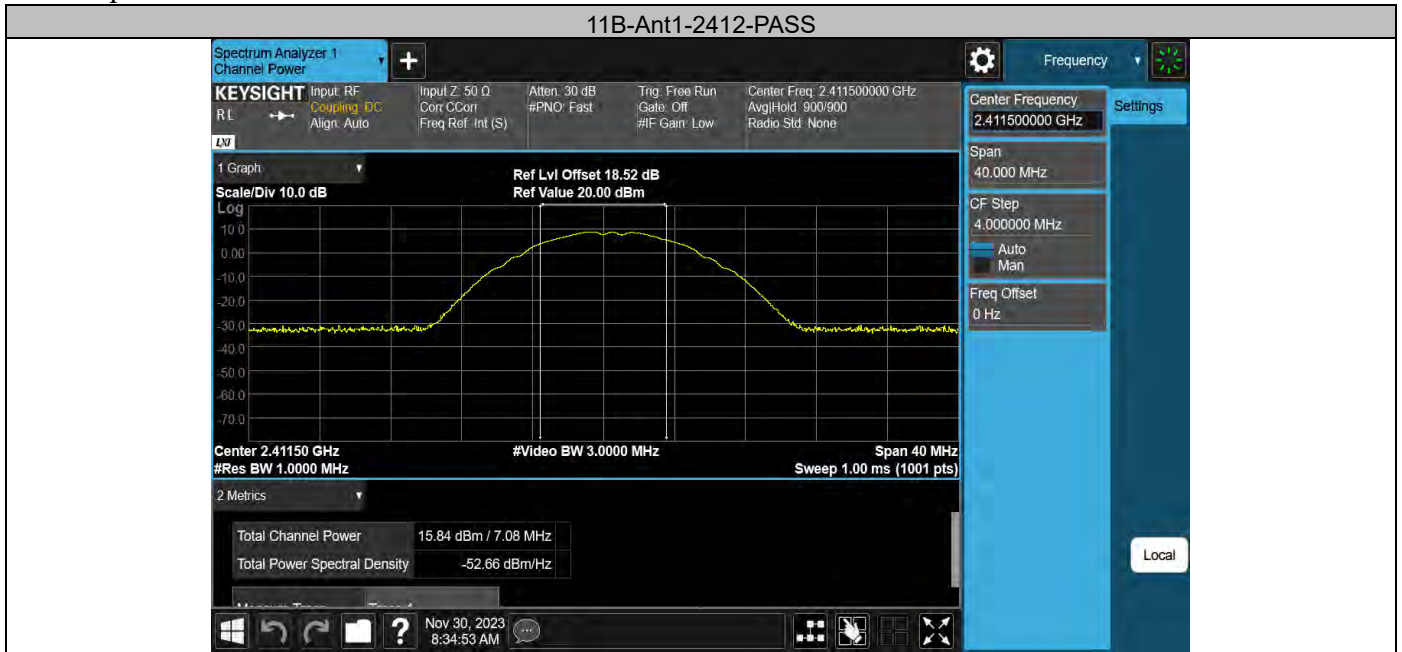 11B-Ant1-2412-PASS
Spectrum Analyzer 1
Channel Power
+
Frequency
KEYSIGHT
RL
LXI
Input: RF
Coupling: DC
Align: Auto
Input Z: 50 Ω
Corr CCorr
Freq Ref: Int (S)
Atten: 30 dB
#PNO: Fast
Trig: Free Run
Gate: Off
#IF Gain: Low
Center Freq: 2.411500000 GHz
Avg|Hold: 900/900
Radio Std: None
1 Graph
Scale/Div 10.0 dB
Ref Lvl Offset 18.52 dB
Ref Value 20.00 dBm
Log
10.0
0.00
-10.0
-20.0
-30.0
-40.0
-50.0
-60.0
-70.0
Center 2.41150 GHz
#Video BW 3.0000 MHz
Span 40 MHz
#Res BW 1.0000 MHz
Sweep 1.00 ms (1001 pts)
2 Metrics
Total Channel Power 15.84 dBm / 7.08 MHz
Total Power Spectral Density -52.66 dBm/Hz
?
Nov 30, 2023
8:34:53 AM
Center Frequency
2.411500000 GHz
Settings
Span
40.000 MHz
CF Step
4.000000 MHz
Auto
Man
Freq Offset
0 Hz
Local